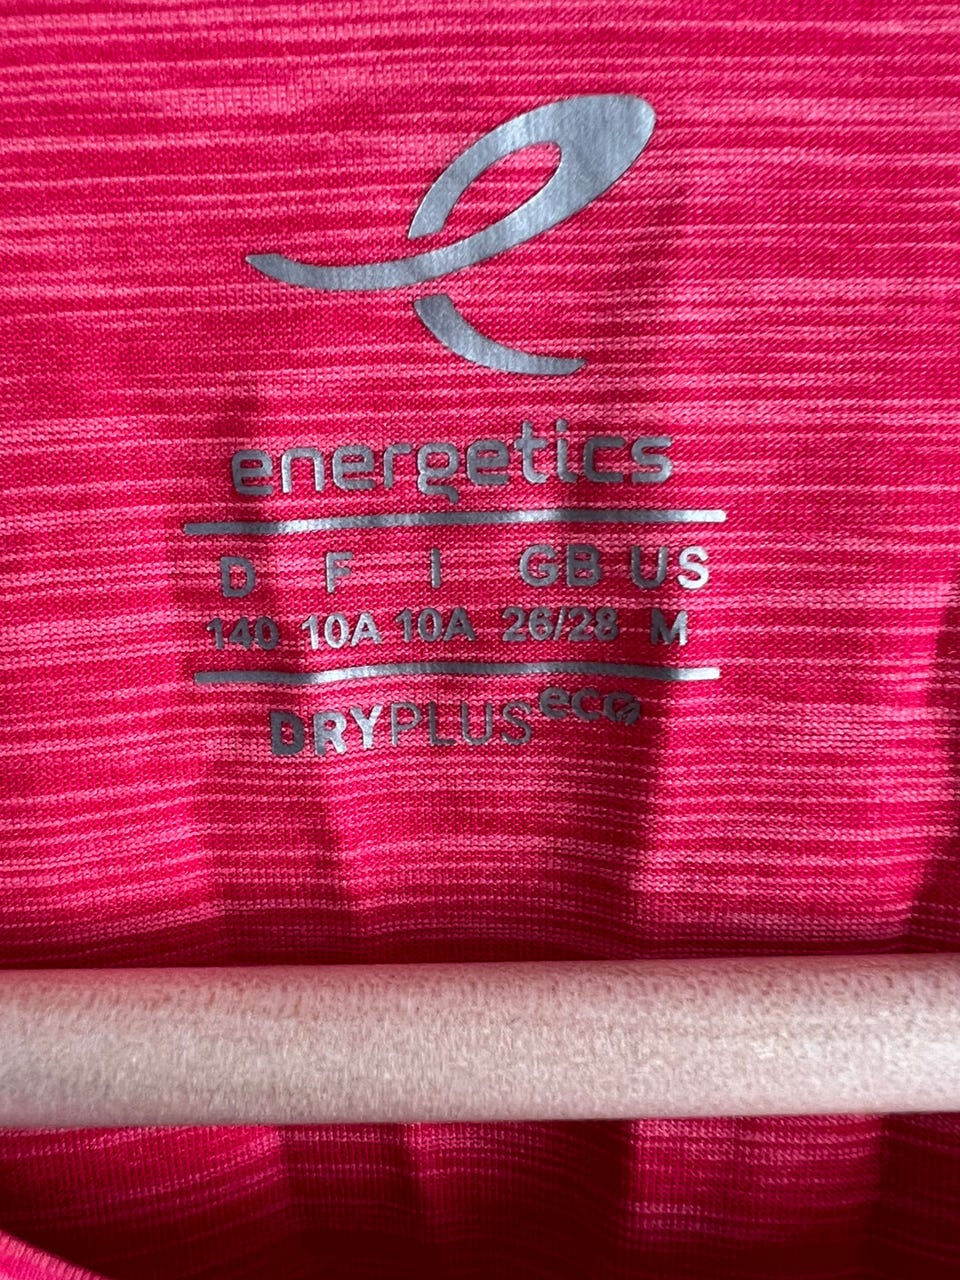 energetics
D F I GB US
140 10A 10A 26/28 M
DRYPLUS eco